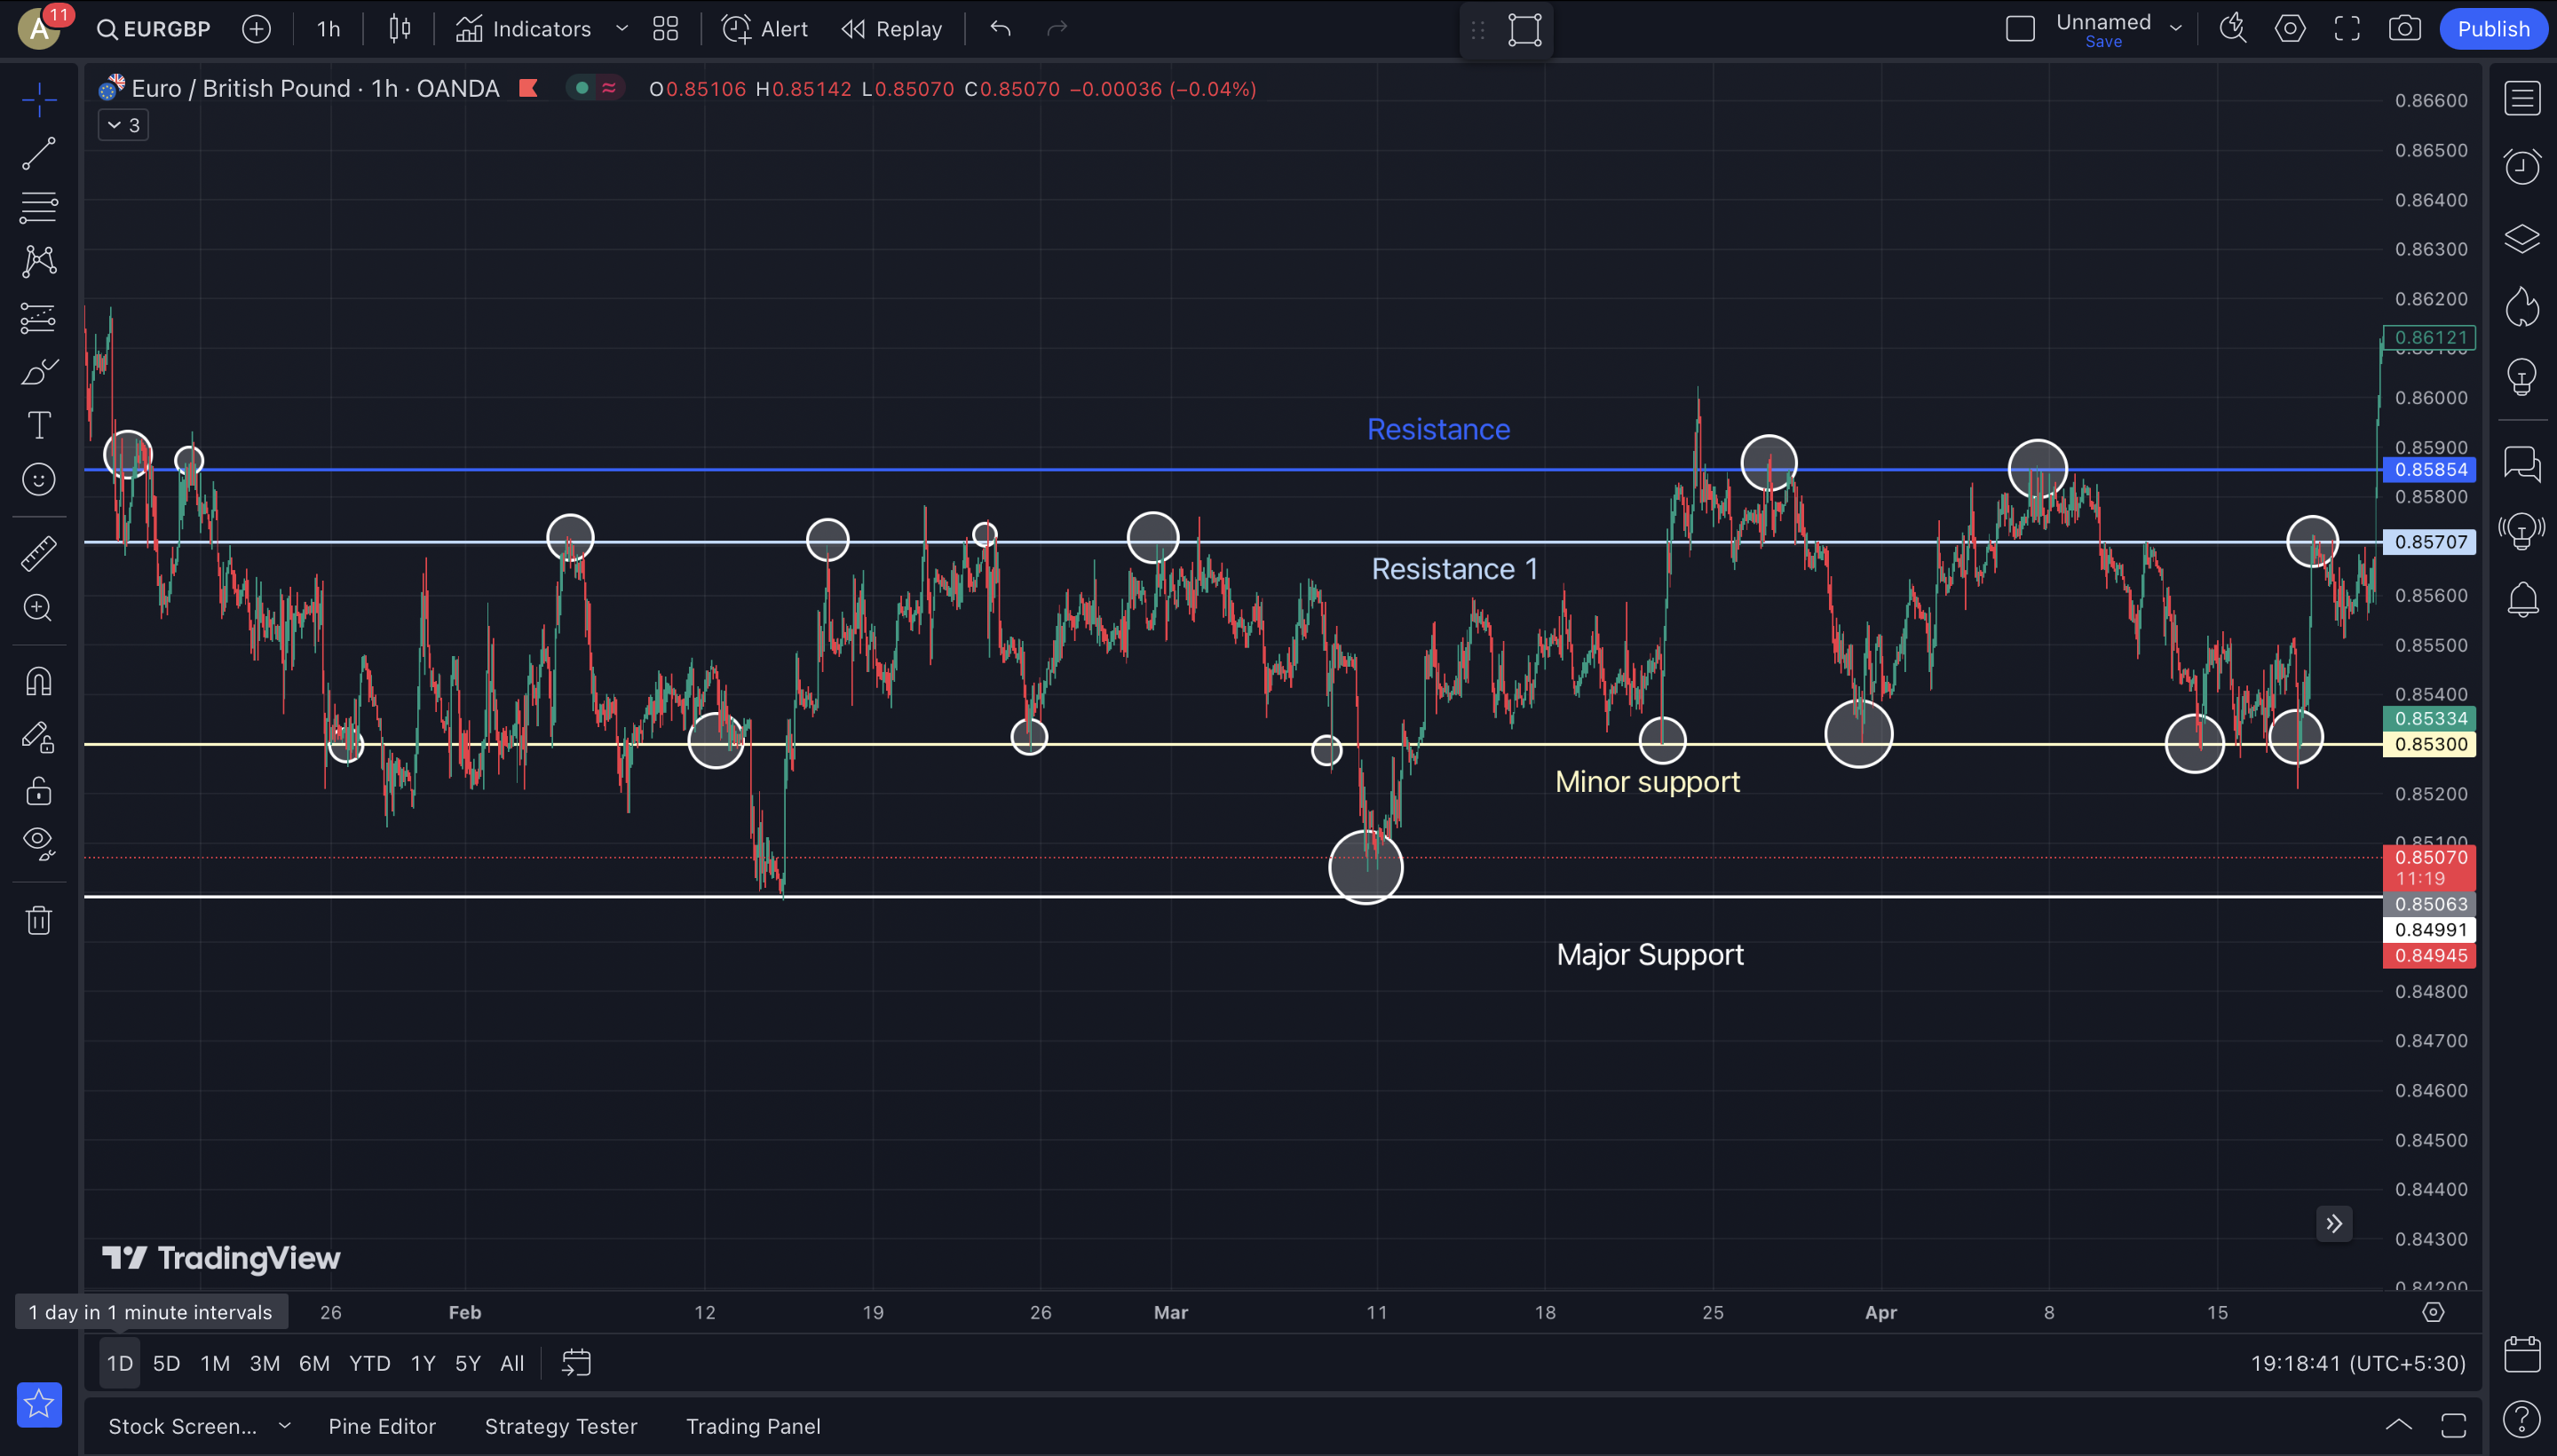 A
11
EURGBP
1h
Indicators
Alert
Replay
Unnamed
Save
Publish
Euro / British Pound · 1h · OANDA
O0.85106 H0.85142 L0.85070 C0.85070 −0.00036 (−0.04%)
3
0.86600
0.86500
0.86400
0.86300
0.86200
0.86121
0.86100
0.86000
0.85900
0.85854
0.85800
0.85707
0.85600
0.85500
0.85400
0.85334
0.85300
0.85200
0.85100
0.85070
11:19
0.85063
0.84991
0.84945
0.84800
0.84700
0.84600
0.84500
0.84400
0.84300
0.84200
Resistance
Resistance 1
Minor support
Major Support
TradingView
1 day in 1 minute intervals
26 Feb 12 19 26 Mar 11 18 25 Apr 8 15
1D 5D 1M 3M 6M YTD 1Y 5Y All
19:18:41 (UTC+5:30)
Stock Screen... Pine Editor Strategy Tester Trading Panel